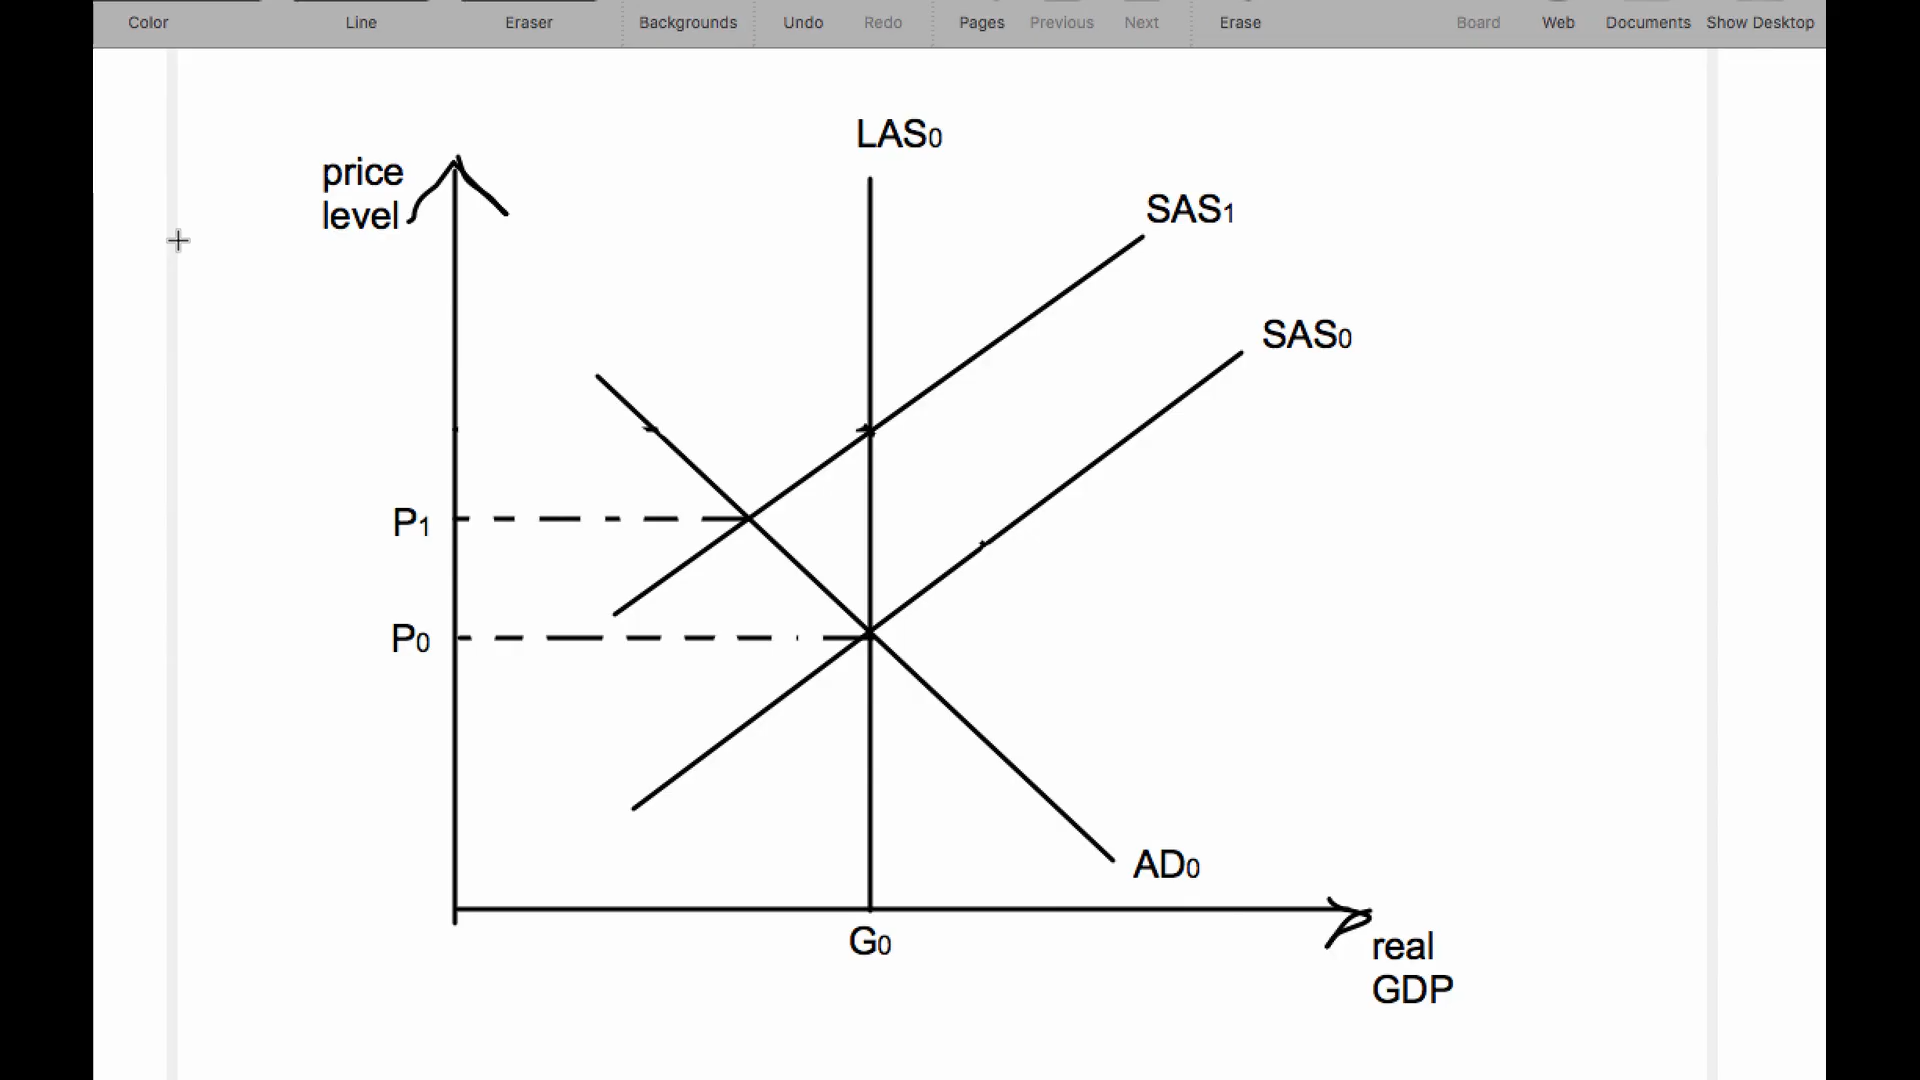 Color Line Eraser Backgrounds Undo Redo Pages Previous Next Erase Board Web Documents Show Desktop
LAS0
price
level
SAS1
SAS0
P1
P0
AD0
G0
real
GDP